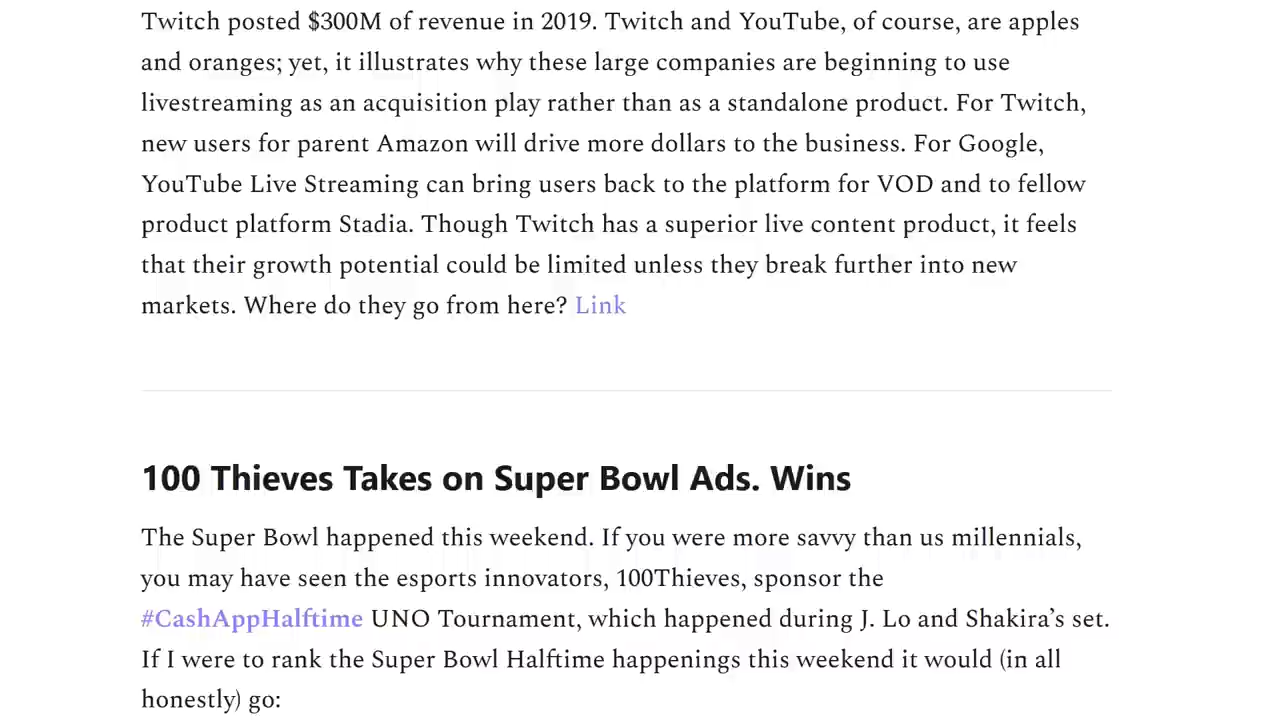 Twitch posted $300M of revenue in 2019. Twitch and YouTube, of course, are apples
and oranges; yet, it illustrates why these large companies are beginning to use
livestreaming as an acquisition play rather than as a standalone product. For Twitch,
new users for parent Amazon will drive more dollars to the business. For Google,
YouTube Live Streaming can bring users back to the platform for VOD and to fellow
product platform Stadia. Though Twitch has a superior live content product, it feels
that their growth potential could be limited unless they break further into new
markets. Where do they go from here? Link
100 Thieves Takes on Super Bowl Ads. Wins
The Super Bowl happened this weekend. If you were more savvy than us millennials,
you may have seen the esports innovators, 100Thieves, sponsor the
#CashAppHalftime UNO Tournament, which happened during J. Lo and Shakira’s set.
If I were to rank the Super Bowl Halftime happenings this weekend it would (in all
honestly) go: